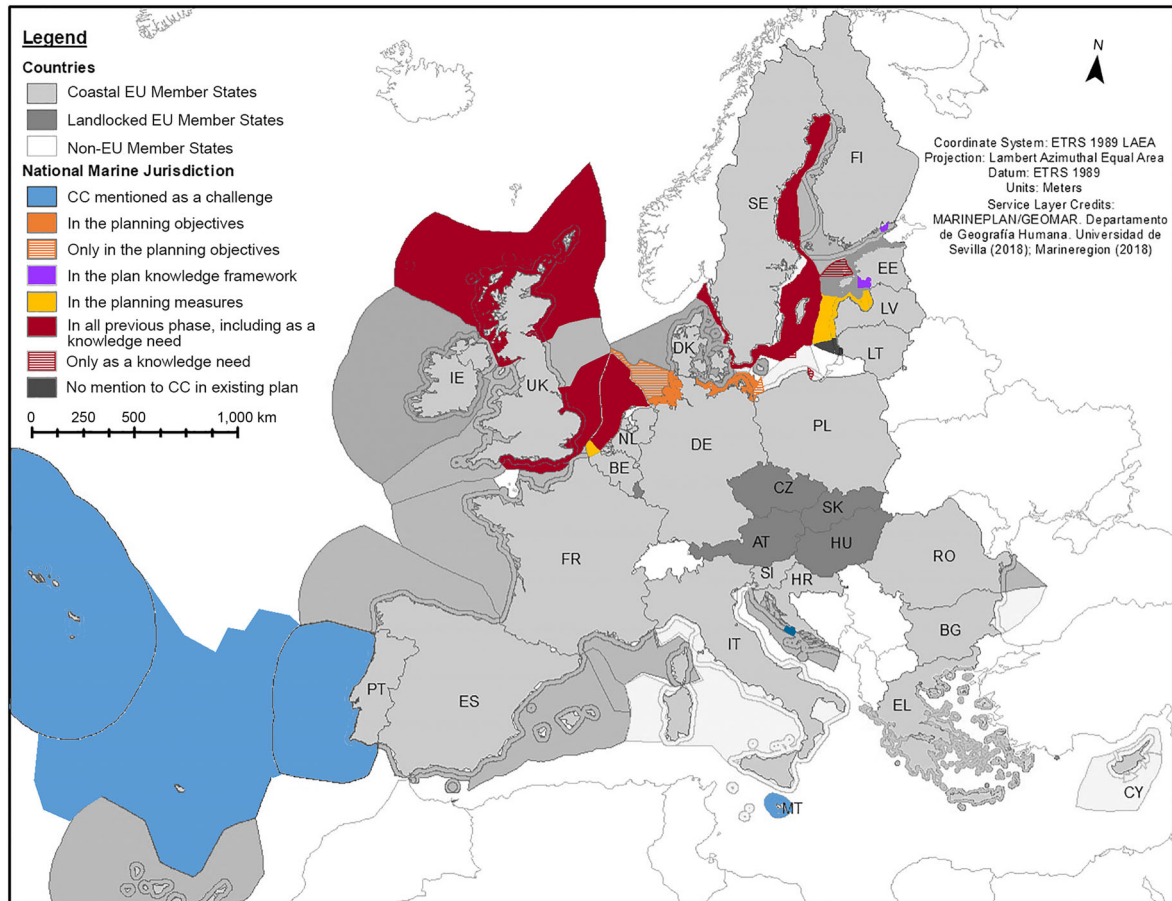 Legend
Countries
Coastal EU Member States
Landlocked EU Member States
Non-EU Member States
National Marine Jurisdiction
CC mentioned as a challenge
In the planning objectives
Only in the planning objectives
In the plan knowledge framework
In the planning measures
In all previous phase, including as a
knowledge need
Only as a knowledge need
No mention to CC in existing plan
0 250 500 1,000 km
N
Coordinate System: ETRS 1989 LAEA
Projection: Lambert Azimuthal Equal Area
Datum: ETRS 1989
Units: Meters
Service Layer Credits:
MARINEPLAN/GEOMAR. Departamento
de Geografía Humana. Universidad de
Sevilla (2018); Marineregion (2018)
FI
SE
EE
LV
LT
DK
IE
UK
NL
BE
DE
PL
CZ
SK
AT
HU
FR
SI
HR
RO
BG
IT
PT
ES
EL
MT
CY